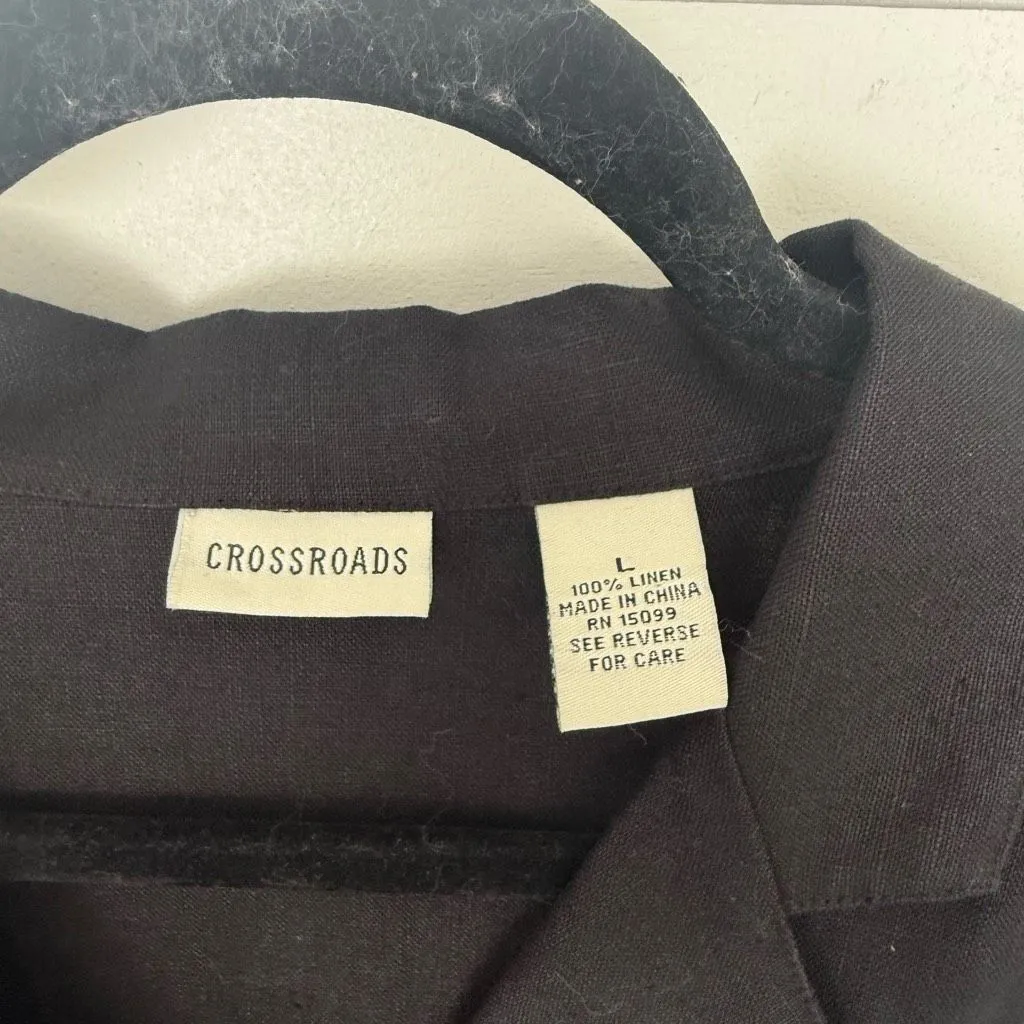 CROSSROADS
L
100% LINEN
MADE IN CHINA
RN 15099
SEE REVERSE
FOR CARE